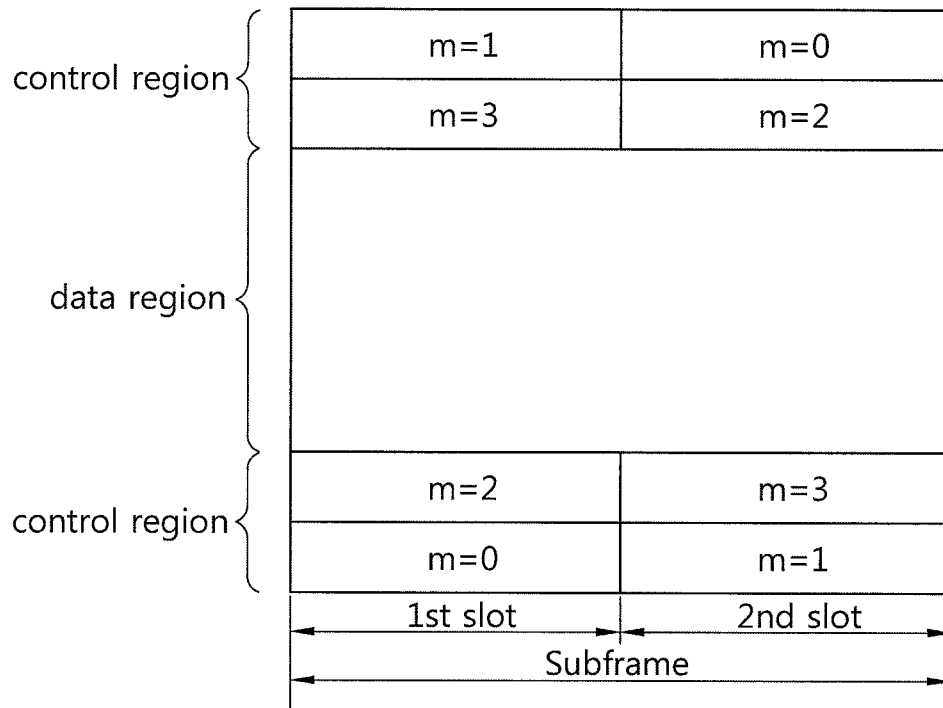 control region
m=1 m=0
m=3 m=2
data region
control region
m=2 m=3
m=0 m=1
1st slot 2nd slot
Subframe